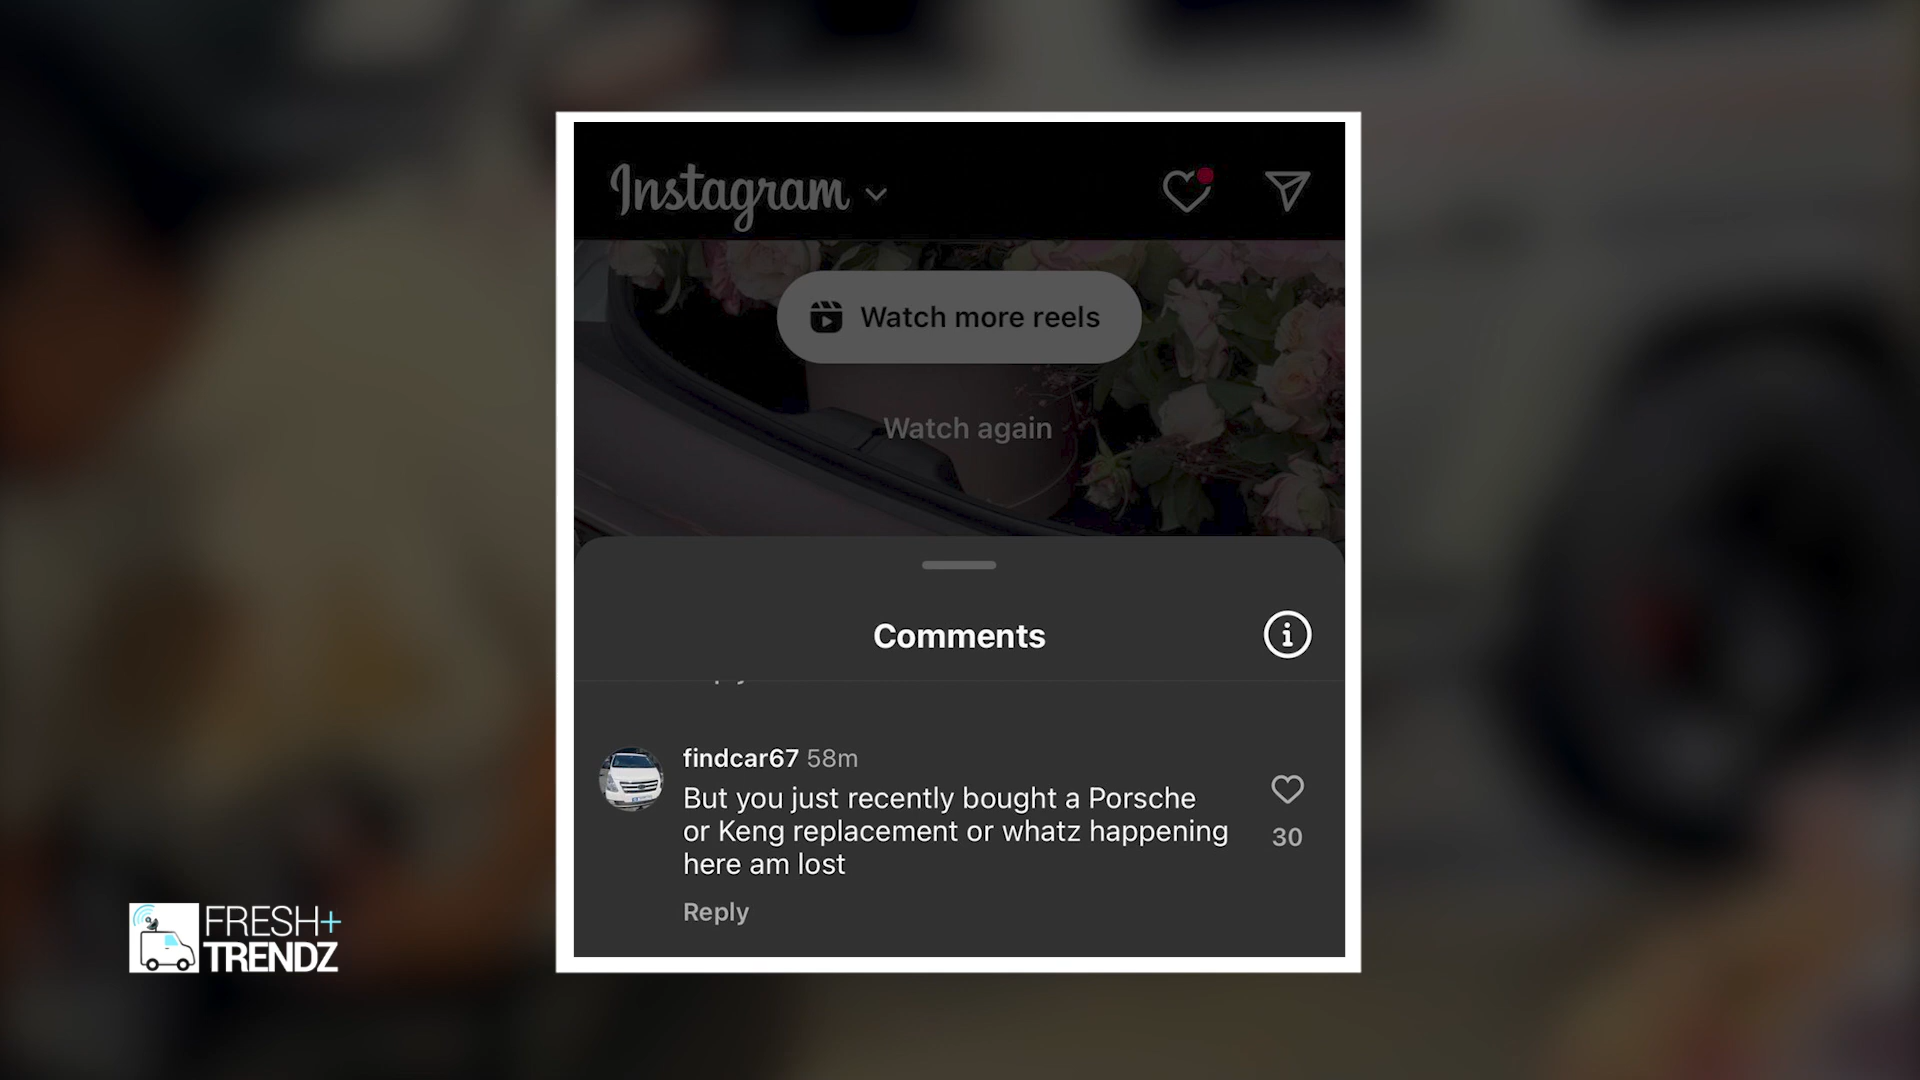 Instagram
Watch more reels
Watch again
Comments
findcar67 58m
But you just recently bought a Porsche
or Keng replacement or whatz happening
here am lost
30
Reply
FRESH+
TRENDZ